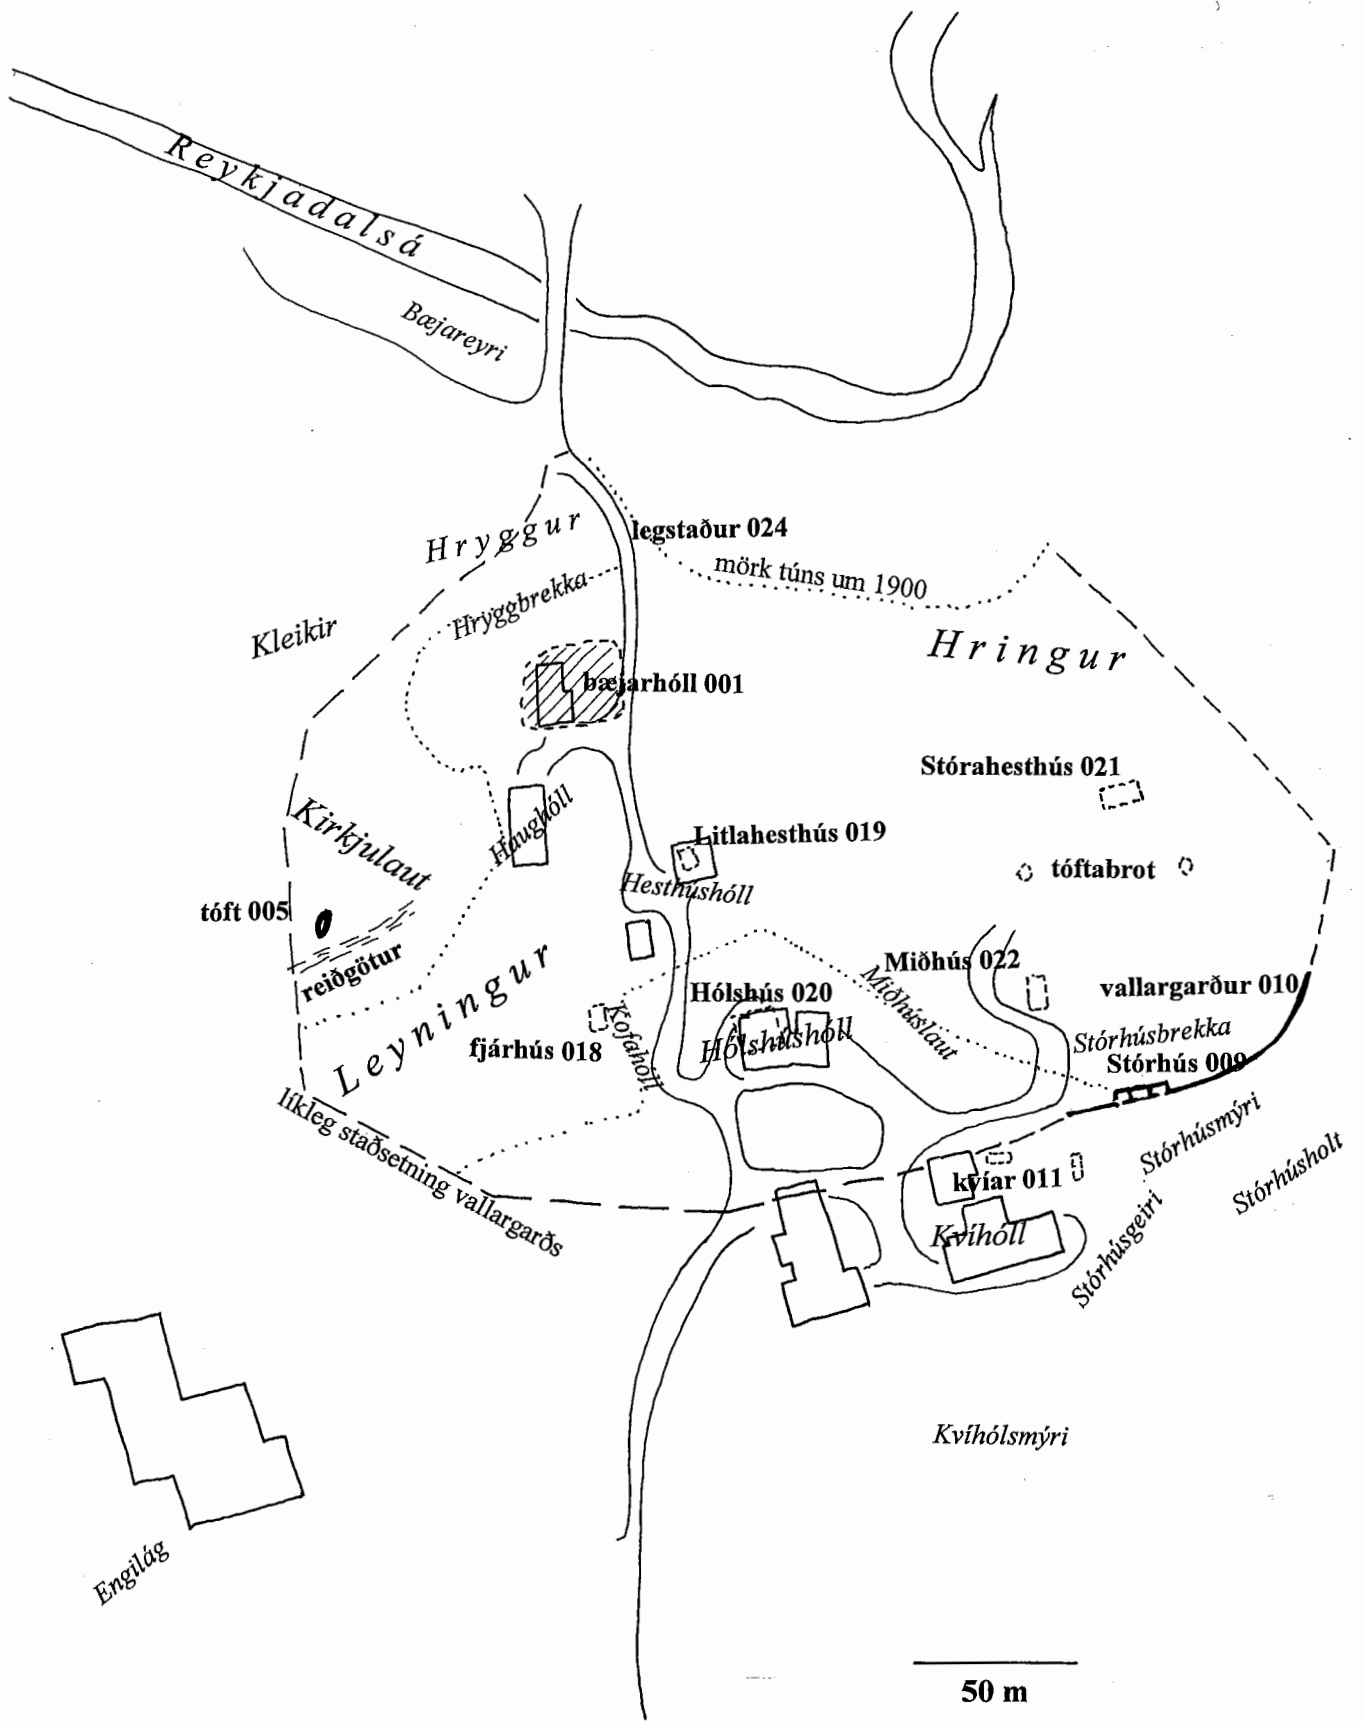 Reykjadalsá
Bæjareyri
Hryggur
legstaður 024
mörk túns um 1900
Hryggbrekka
Kleikir
Hringur
bæjarhóll 001
Stórahesthús 021
Kirkjulaut
Haughóll
Litlahesthús 019
tóftabrot
Hesthúshóll
tóft 005
reiðgötur
Leyningur
Miðhús 022
Miðhúslaut
vallargarður 010
Hólshús 020
Kofahóll
Hólshúshóll
Stórhúsbrekka
fjárhús 018
Stórhús 009
líkleg staðsetning vallargarðs
Stórhúsmýri
Stórhúsholt
kvíar 011
Kvíhóll
Stórhúsgeiri
Kvíhólsmýri
Engilág
50 m